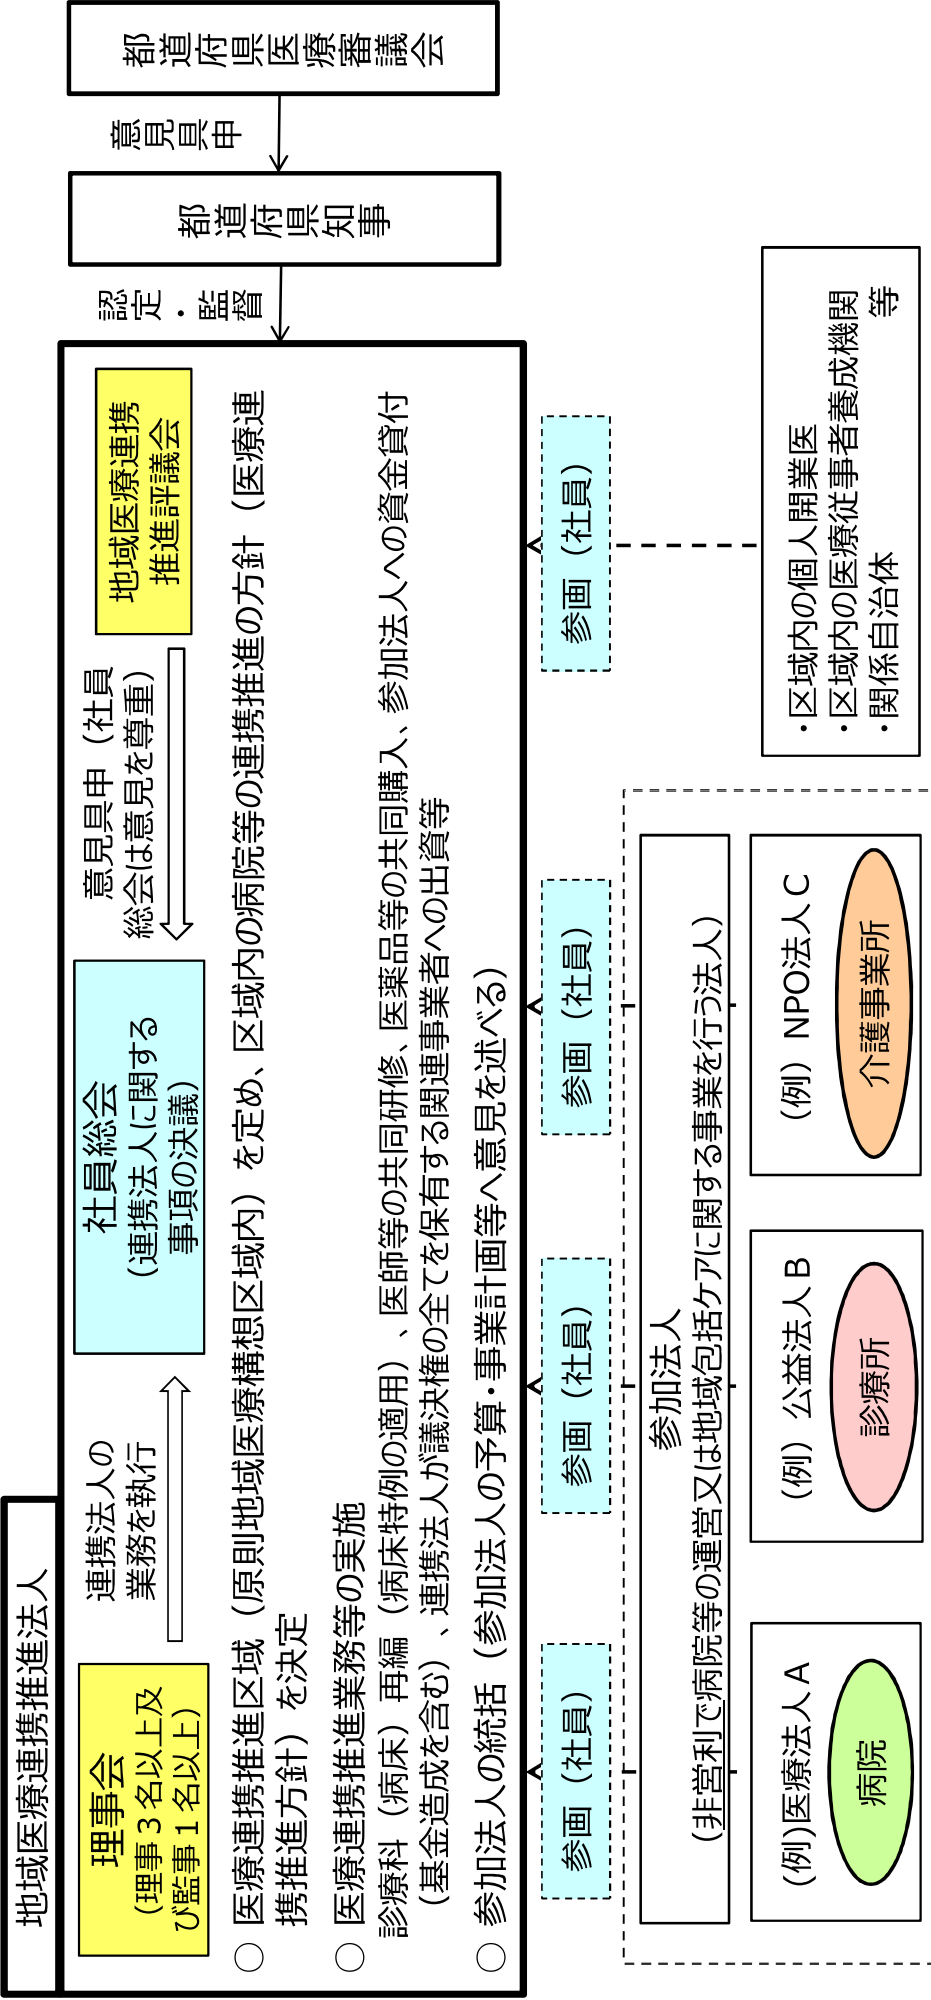 地域医療連携推進法人
理事会
（理事３名以上及
び監事１名以上）
連携法人の
業務を執行
社員総会
（連携法人に関する
事項の決議）
意見具申（社員
総会は意見を尊重）
地域医療連携
推進評議会
認定・監督
都道府県知事
意見具申
都道府県医療審議会
○ 医療連携推進区域（原則地域医療構想区域内）を定め、区域内の病院等の連携推進の方針（医療連
携推進方針）を決定
○ 医療連携推進業務等の実施
診療科（病床）再編（病床特例の適用）、医師等の共同研修、医薬品等の共同購入、参加法人への資金貸付
（基金造成を含む）、連携法人が議決権の全てを保有する関連事業者への出資等
○ 参加法人の統括（参加法人の予算・事業計画等へ意見を述べる）
参画（社員）
参画（社員）
参画（社員）
参画（社員）
参加法人
（非営利で病院等の運営又は地域包括ケアに関する事業を行う法人）
（例）医療法人Ａ
病院
（例）公益法人Ｂ
診療所
（例）NPO法人Ｃ
介護事業所
・区域内の個人開業医
・区域内の医療従事者養成機関
・関係自治体　等